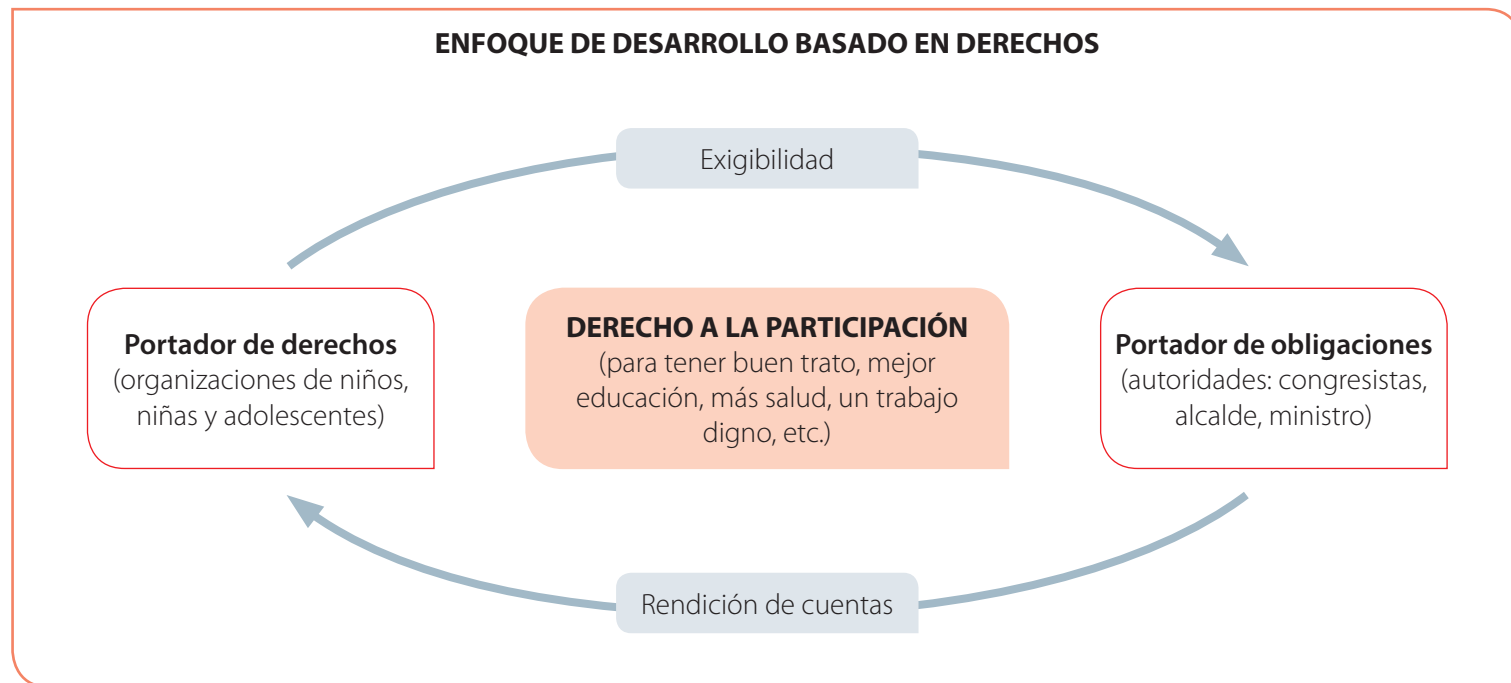 ENFOQUE DE DESARROLLO BASADO EN DERECHOS
Exigibilidad
Portador de derechos
(organizaciones de niños,
niñas y adolescentes)
DERECHO A LA PARTICIPACIÓN
(para tener buen trato, mejor
educación, más salud, un trabajo
digno, etc.)
Portador de obligaciones
(autoridades: congresistas,
alcalde, ministro)
Rendición de cuentas